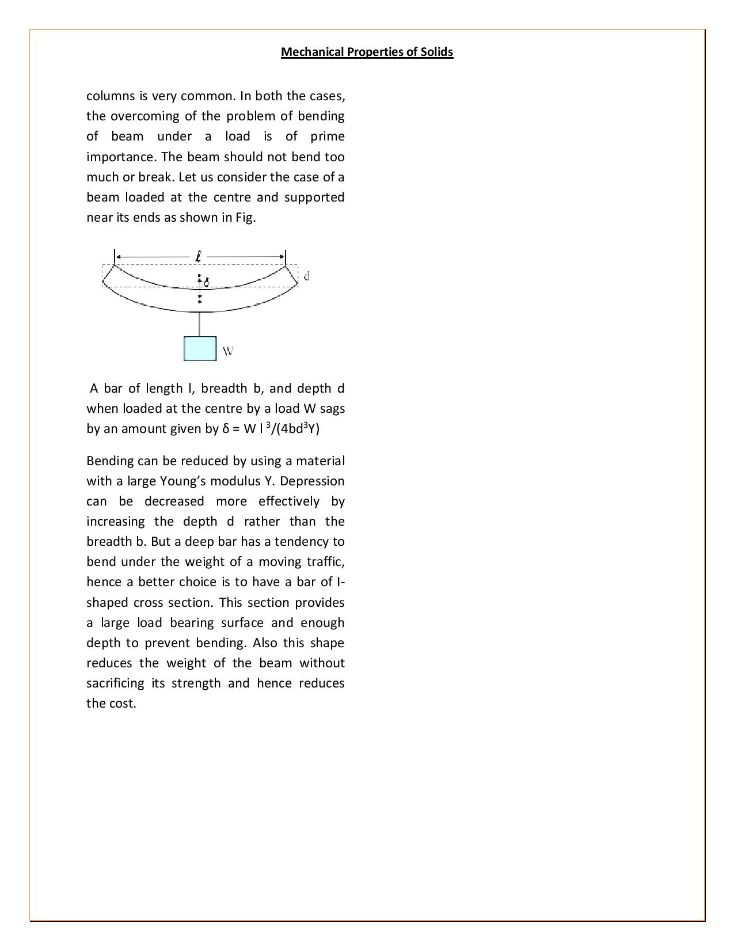 Mechanical Properties of Solids
columns is very common. In both the cases,
the overcoming of the problem of bending
of beam under a load is of prime
importance. The beam should not bend too
much or break. Let us consider the case of a
beam loaded at the centre and supported
near its ends as shown in Fig.
ℓ
δ
d
W
A bar of length l, breadth b, and depth d
when loaded at the centre by a load W sags
by an amount given by δ = W l ³/(4bd³Y)
Bending can be reduced by using a material
with a large Young’s modulus Y. Depression
can be decreased more effectively by
increasing the depth d rather than the
breadth b. But a deep bar has a tendency to
bend under the weight of a moving traffic,
hence a better choice is to have a bar of I-
shaped cross section. This section provides
a large load bearing surface and enough
depth to prevent bending. Also this shape
reduces the weight of the beam without
sacrificing its strength and hence reduces
the cost.